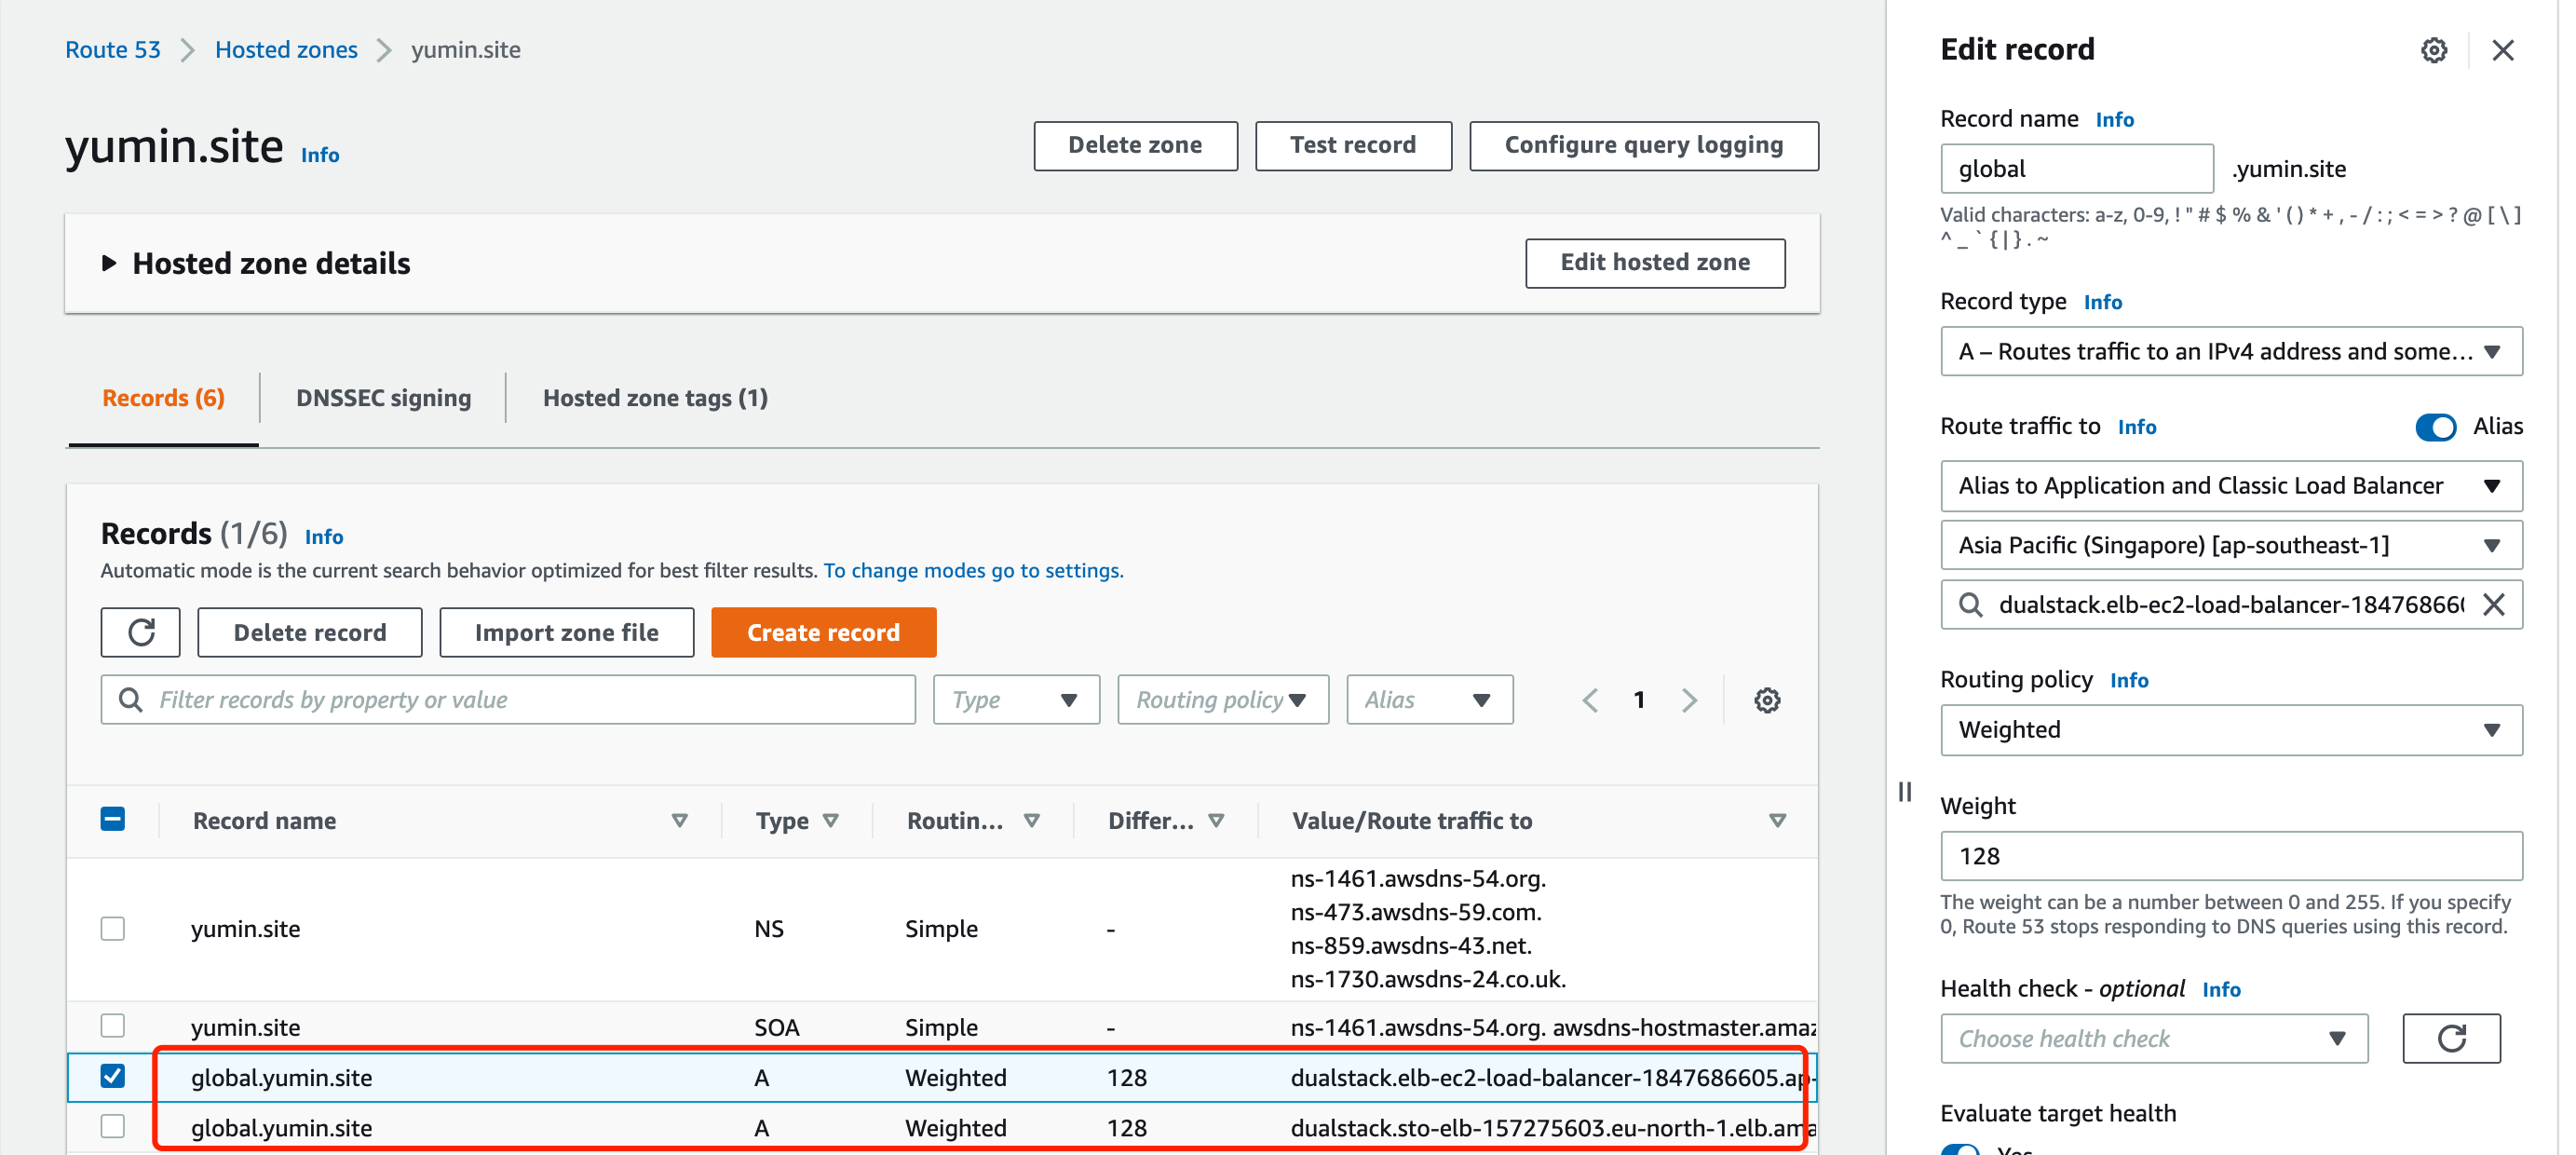 Route 53 > Hosted zones > yumin.site
yumin.site Info
Delete zone
Test record
Configure query logging
Hosted zone details
Edit hosted zone
Records (6)
DNSSEC signing
Hosted zone tags (1)
Records (1/6) Info
Automatic mode is the current search behavior optimized for best filter results. To change modes go to settings.
Delete record
Import zone file
Create record
Filter records by property or value
Type
Routing policy
Alias
1
Record name
Type
Routin...
Differ...
Value/Route traffic to
yumin.site NS Simple - ns-1461.awsdns-54.org.
ns-473.awsdns-59.com.
ns-859.awsdns-43.net.
ns-1730.awsdns-24.co.uk.
yumin.site SOA Simple - ns-1461.awsdns-54.org. awsdns-hostmaster.amaz
global.yumin.site A Weighted 128 dualstack.elb-ec2-load-balancer-1847686605.ap-
global.yumin.site A Weighted 128 dualstack.sto-elb-157275603.eu-north-1.elb.ama
Edit record
Record name Info
global .yumin.site
Valid characters: a-z, 0-9, ! " # $ % & ' ( ) * + , - / : ; < = > ? @ [ \ ]
^ _ ` { | } . ~
Record type Info
A – Routes traffic to an IPv4 address and some...
Route traffic to Info
Alias
Alias to Application and Classic Load Balancer
Asia Pacific (Singapore) [ap-southeast-1]
dualstack.elb-ec2-load-balancer-184768660
Routing policy Info
Weighted
Weight
128
The weight can be a number between 0 and 255. If you specify
0, Route 53 stops responding to DNS queries using this record.
Health check - optional Info
Choose health check
Evaluate target health
Yes